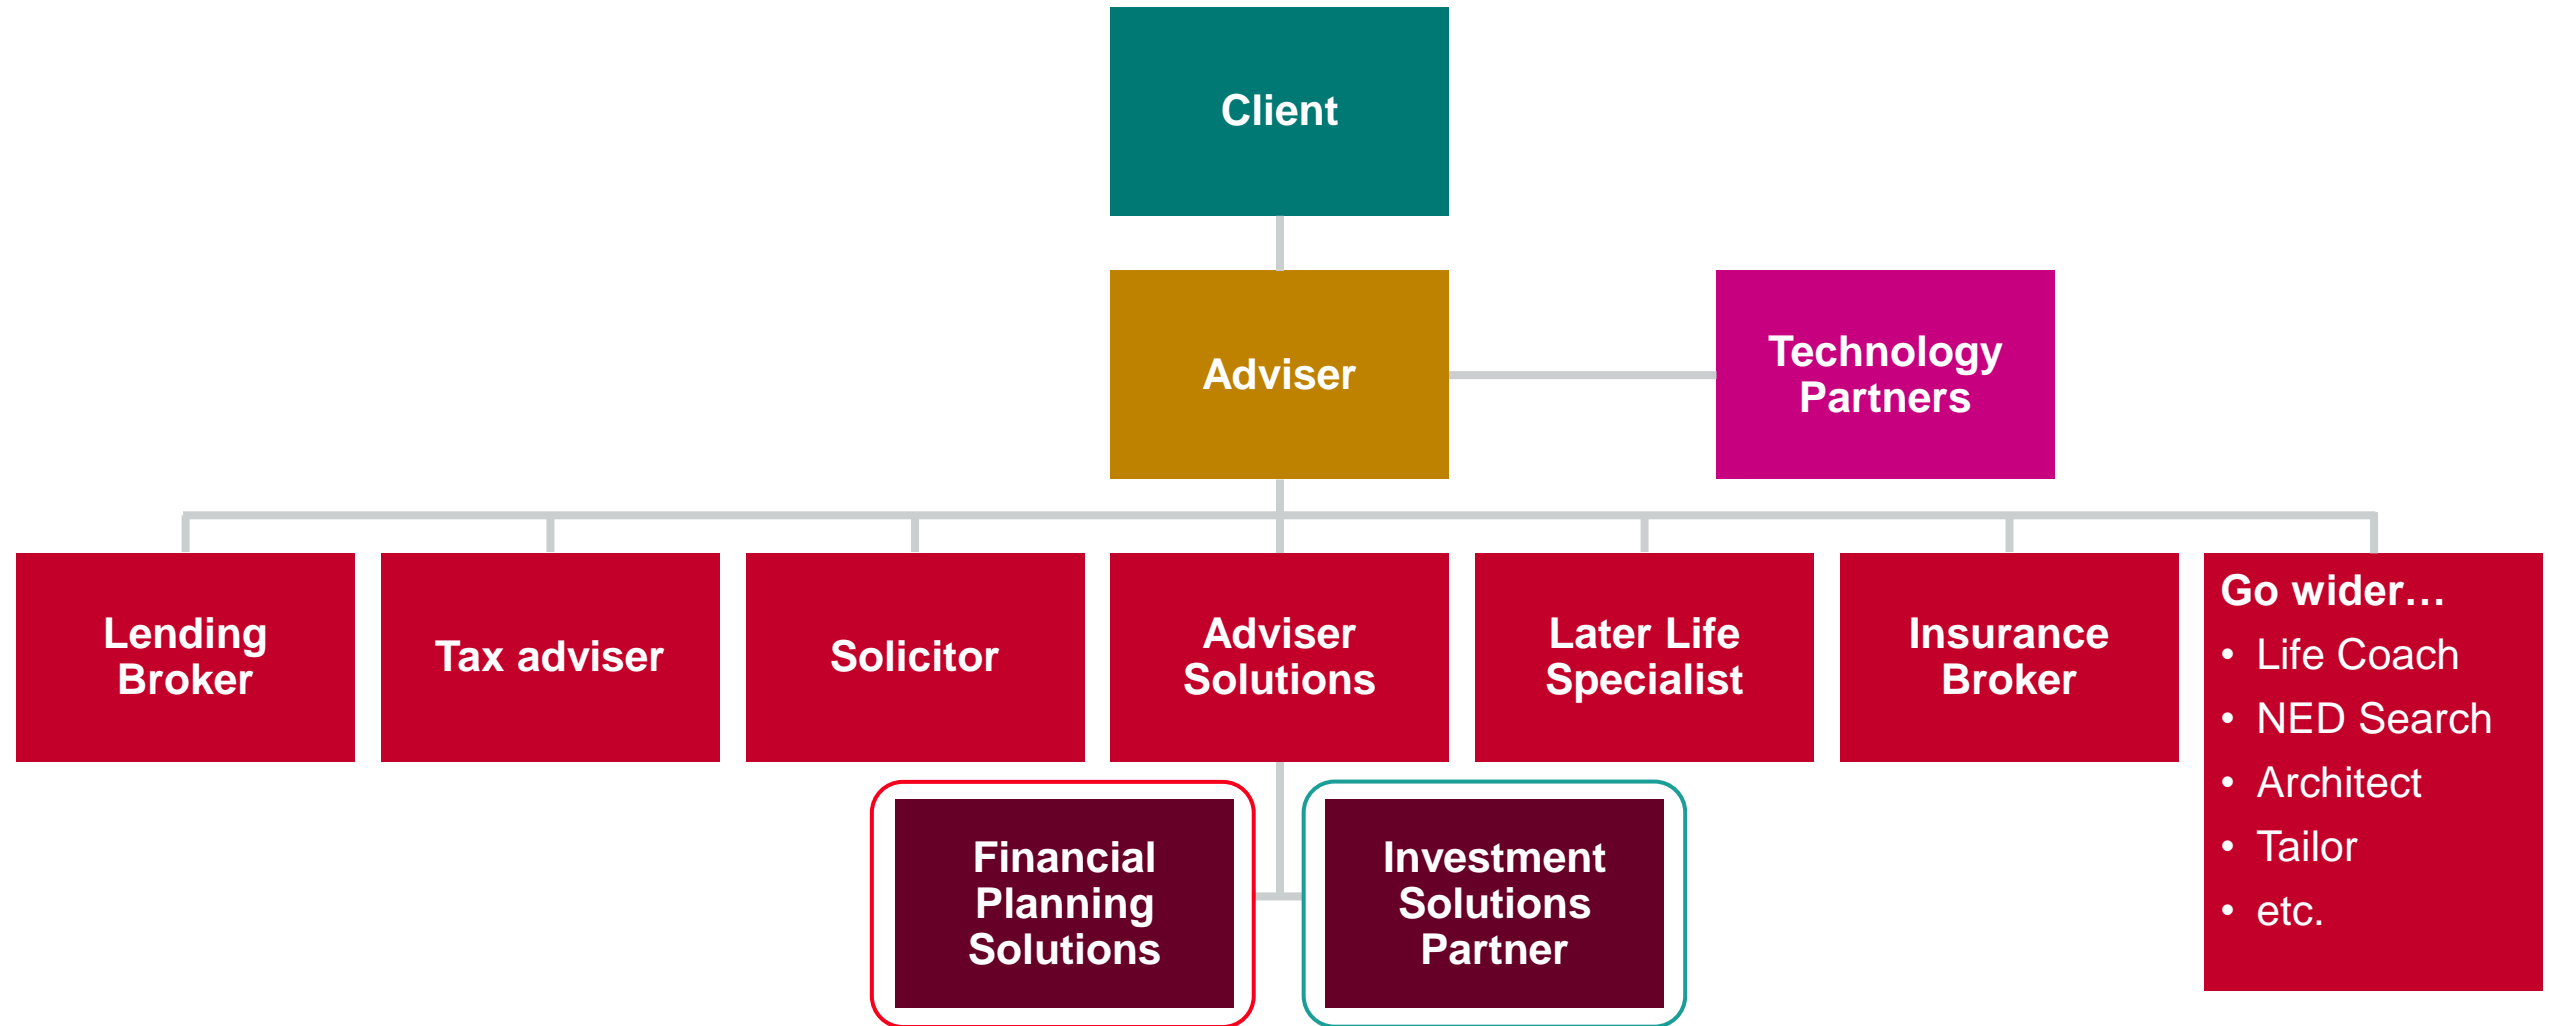 Client
Adviser
Technology
Partners
Lending
Broker
Tax adviser
Solicitor
Adviser
Solutions
Later Life
Specialist
Insurance
Broker
Go wider…
• Life Coach
• NED Search
• Architect
• Tailor
• etc.
Financial
Planning
Solutions
Investment
Solutions
Partner